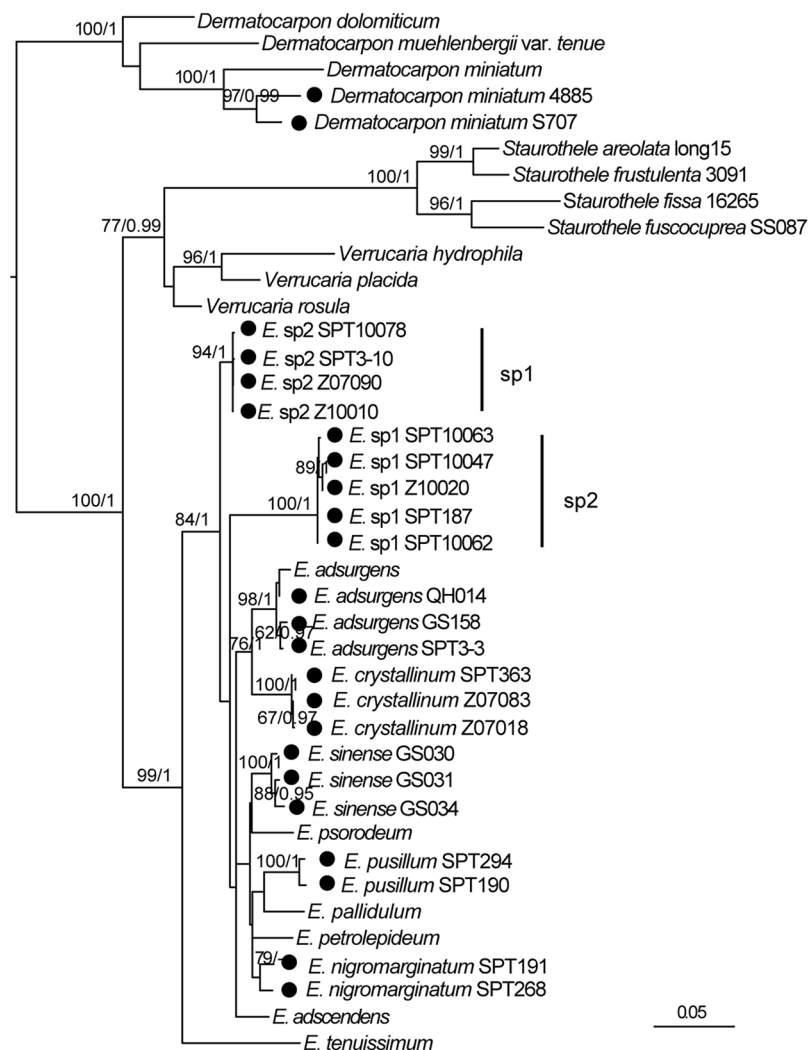 Dermatocarpon dolomiticum
100/1
Dermatocarpon muehlenbergii var. tenue
Dermatocarpon miniatum
100/1
97/0.99
Dermatocarpon miniatum 4885
Dermatocarpon miniatum S707
Staurothele areolata long15
99/1
Staurothele frustulenta 3091
100/1
Staurothele fissa 16265
96/1
Staurothele fuscocuprea SS087
77/0.99
Verrucaria hydrophila
96/1
Verrucaria placida
Verrucaria rosula
E. sp2 SPT10078
94/1
E. sp2 SPT3-10
sp1
E. sp2 Z07090
E. sp2 Z10010
E. sp1 SPT10063
89/1
E. sp1 SPT10047
E. sp1 Z10020
sp2
100/1
100/1
E. sp1 SPT187
84/1
E. sp1 SPT10062
E. adsurgens
98/1
E. adsurgens QH014
E. adsurgens GS158
62/0.97
76/1
E. adsurgens SPT3-3
E. crystallinum SPT363
100/1
E. crystallinum Z07083
67/0.97
E. crystallinum Z07018
E. sinense GS030
100/1
99/1
E. sinense GS031
88/0.95
E. sinense GS034
E. psorodeum
100/1
E. pusillum SPT294
E. pusillum SPT190
E. pallidulum
E. petrolepideum
79/-
E. nigromarginatum SPT191
E. nigromarginatum SPT268
0.05
E. adscendens
E. tenuissimum